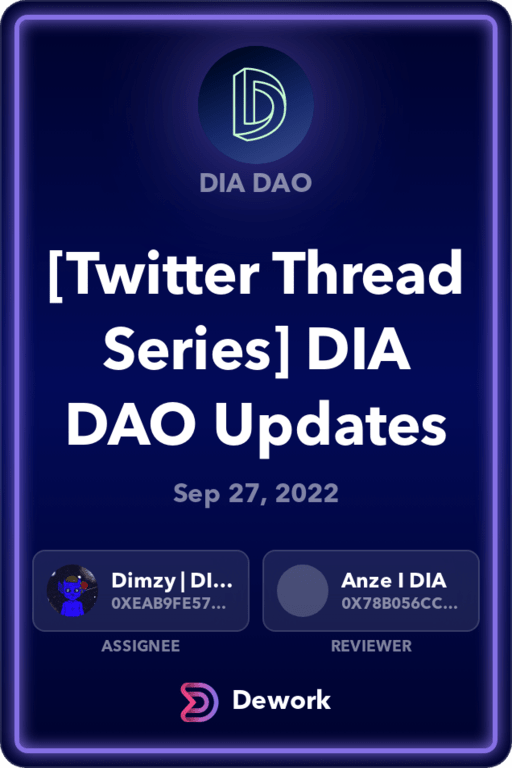 DIA DAO
[Twitter Thread
Series] DIA
DAO Updates
Sep 27, 2022
Dimzy | DI...
0XEAB9FE57...
ASSIGNEE
Anze I DIA
0X78B056CC...
REVIEWER
Dework